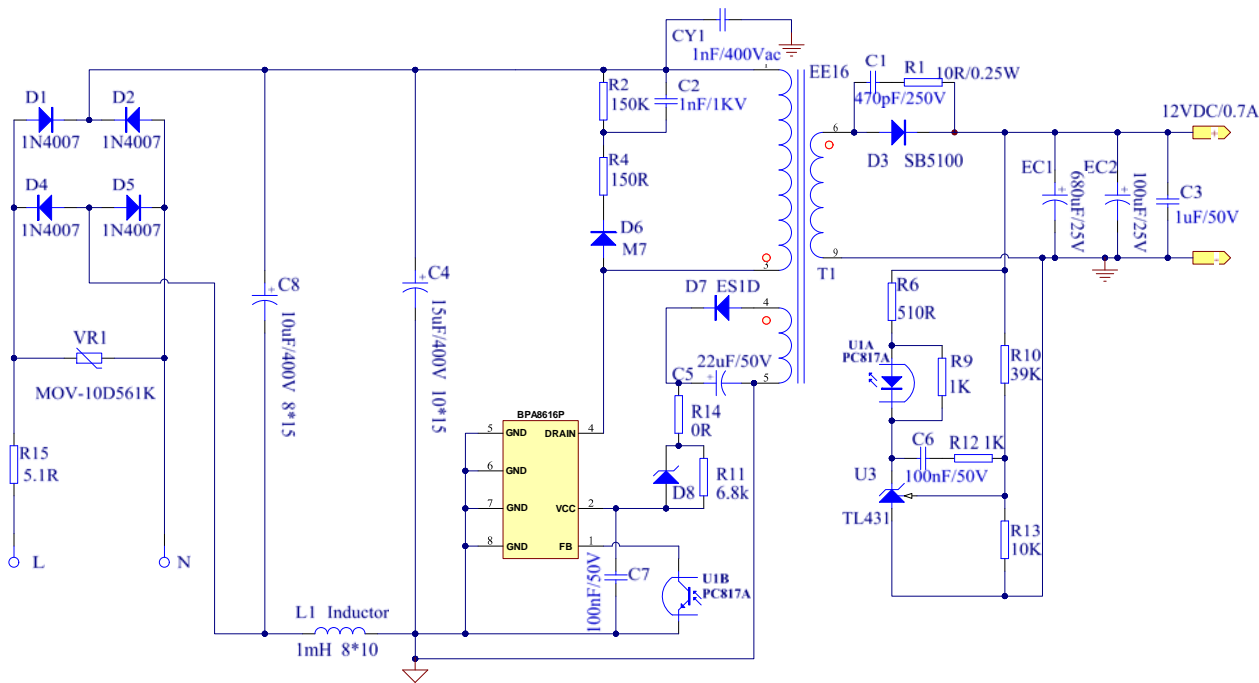 CY1
1nF/400Vac
1
EE16
C1
R1
10R/0.25W
470pF/250V
12VDC/0.7A
+
D1
1N4007
D2
1N4007
R2
150K
C2
1nF/1KV
6
D3 SB5100
D4
1N4007
D5
1N4007
R4
150R
EC1
680uF/25V
EC2
100uF/25V
C3
1uF/50V
D6
M7
9
-
3
T1
C8
10uF/400V 8*15
C4
15uF/400V 10*15
D7 ES1D
4
R6
510R
VR1
MOV-10D561K
22uF/50V
C5
5
U1A
PC817A
R9
1K
R10
39K
R14
0R
BPA8616P
5
GND
DRAIN
4
6
GND
7
GND
VCC
2
8
GND
FB
1
R15
5.1R
D8
R11
6.8k
C6
100nF/50V
R12 1K
U3
TL431
R13
10K
L
N
C7
100nF/50V
U1B
PC817A
L1 Inductor
1mH 8*10